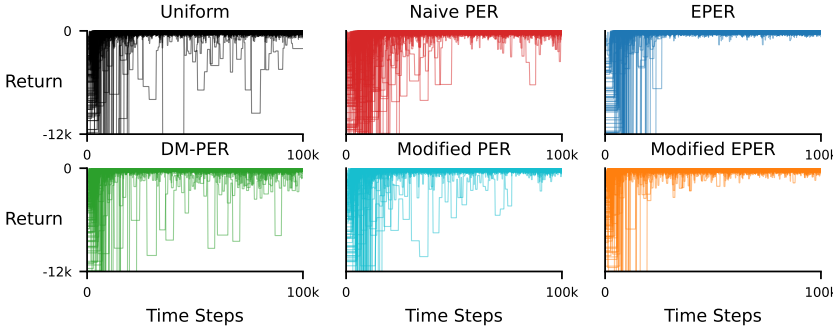 Uniform
Naive PER
EPER
0
Return
-12k
0
100k
0
100k
0
100k
DM-PER
Modified PER
Modified EPER
0
Return
-12k
0
100k
0
100k
0
100k
Time Steps
Time Steps
Time Steps